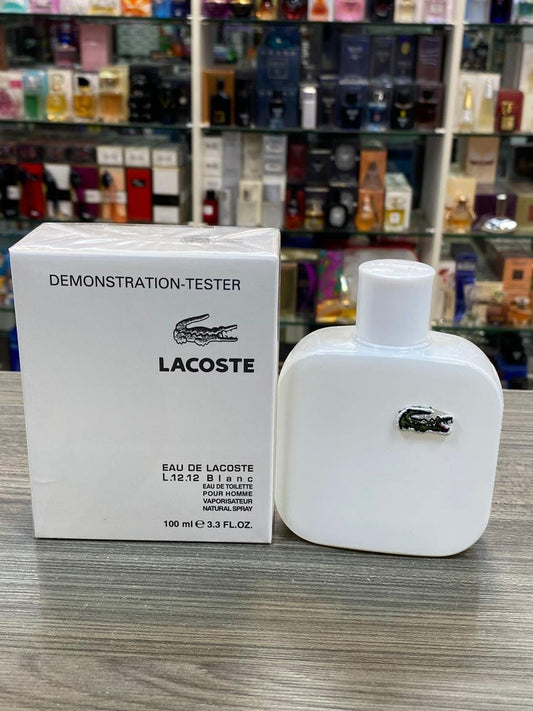 DEMONSTRATION-TESTER
LACOSTE
EAU DE LACOSTE
L.12.12 Blanc
EAU DE TOILETTE
POUR HOMME
VAPORISATEUR
NATURAL SPRAY
100 ml e 3.3 FL.OZ.